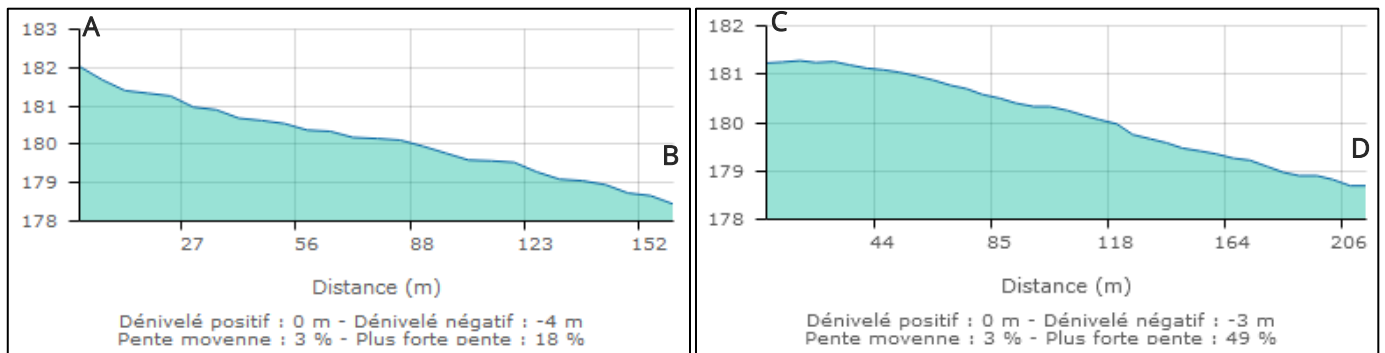 183
A
182
181
180
B
179
178
27 56 88 123 152
Distance (m)
Dénivelé positif : 0 m - Dénivelé négatif : -4 m
Pente moyenne : 3 % - Plus forte pente : 18 %
182
C
181
180
D
179
178
44 85 118 164 206
Distance (m)
Dénivelé positif : 0 m - Dénivelé négatif : -3 m
Pente moyenne : 3 % - Plus forte pente : 49 %